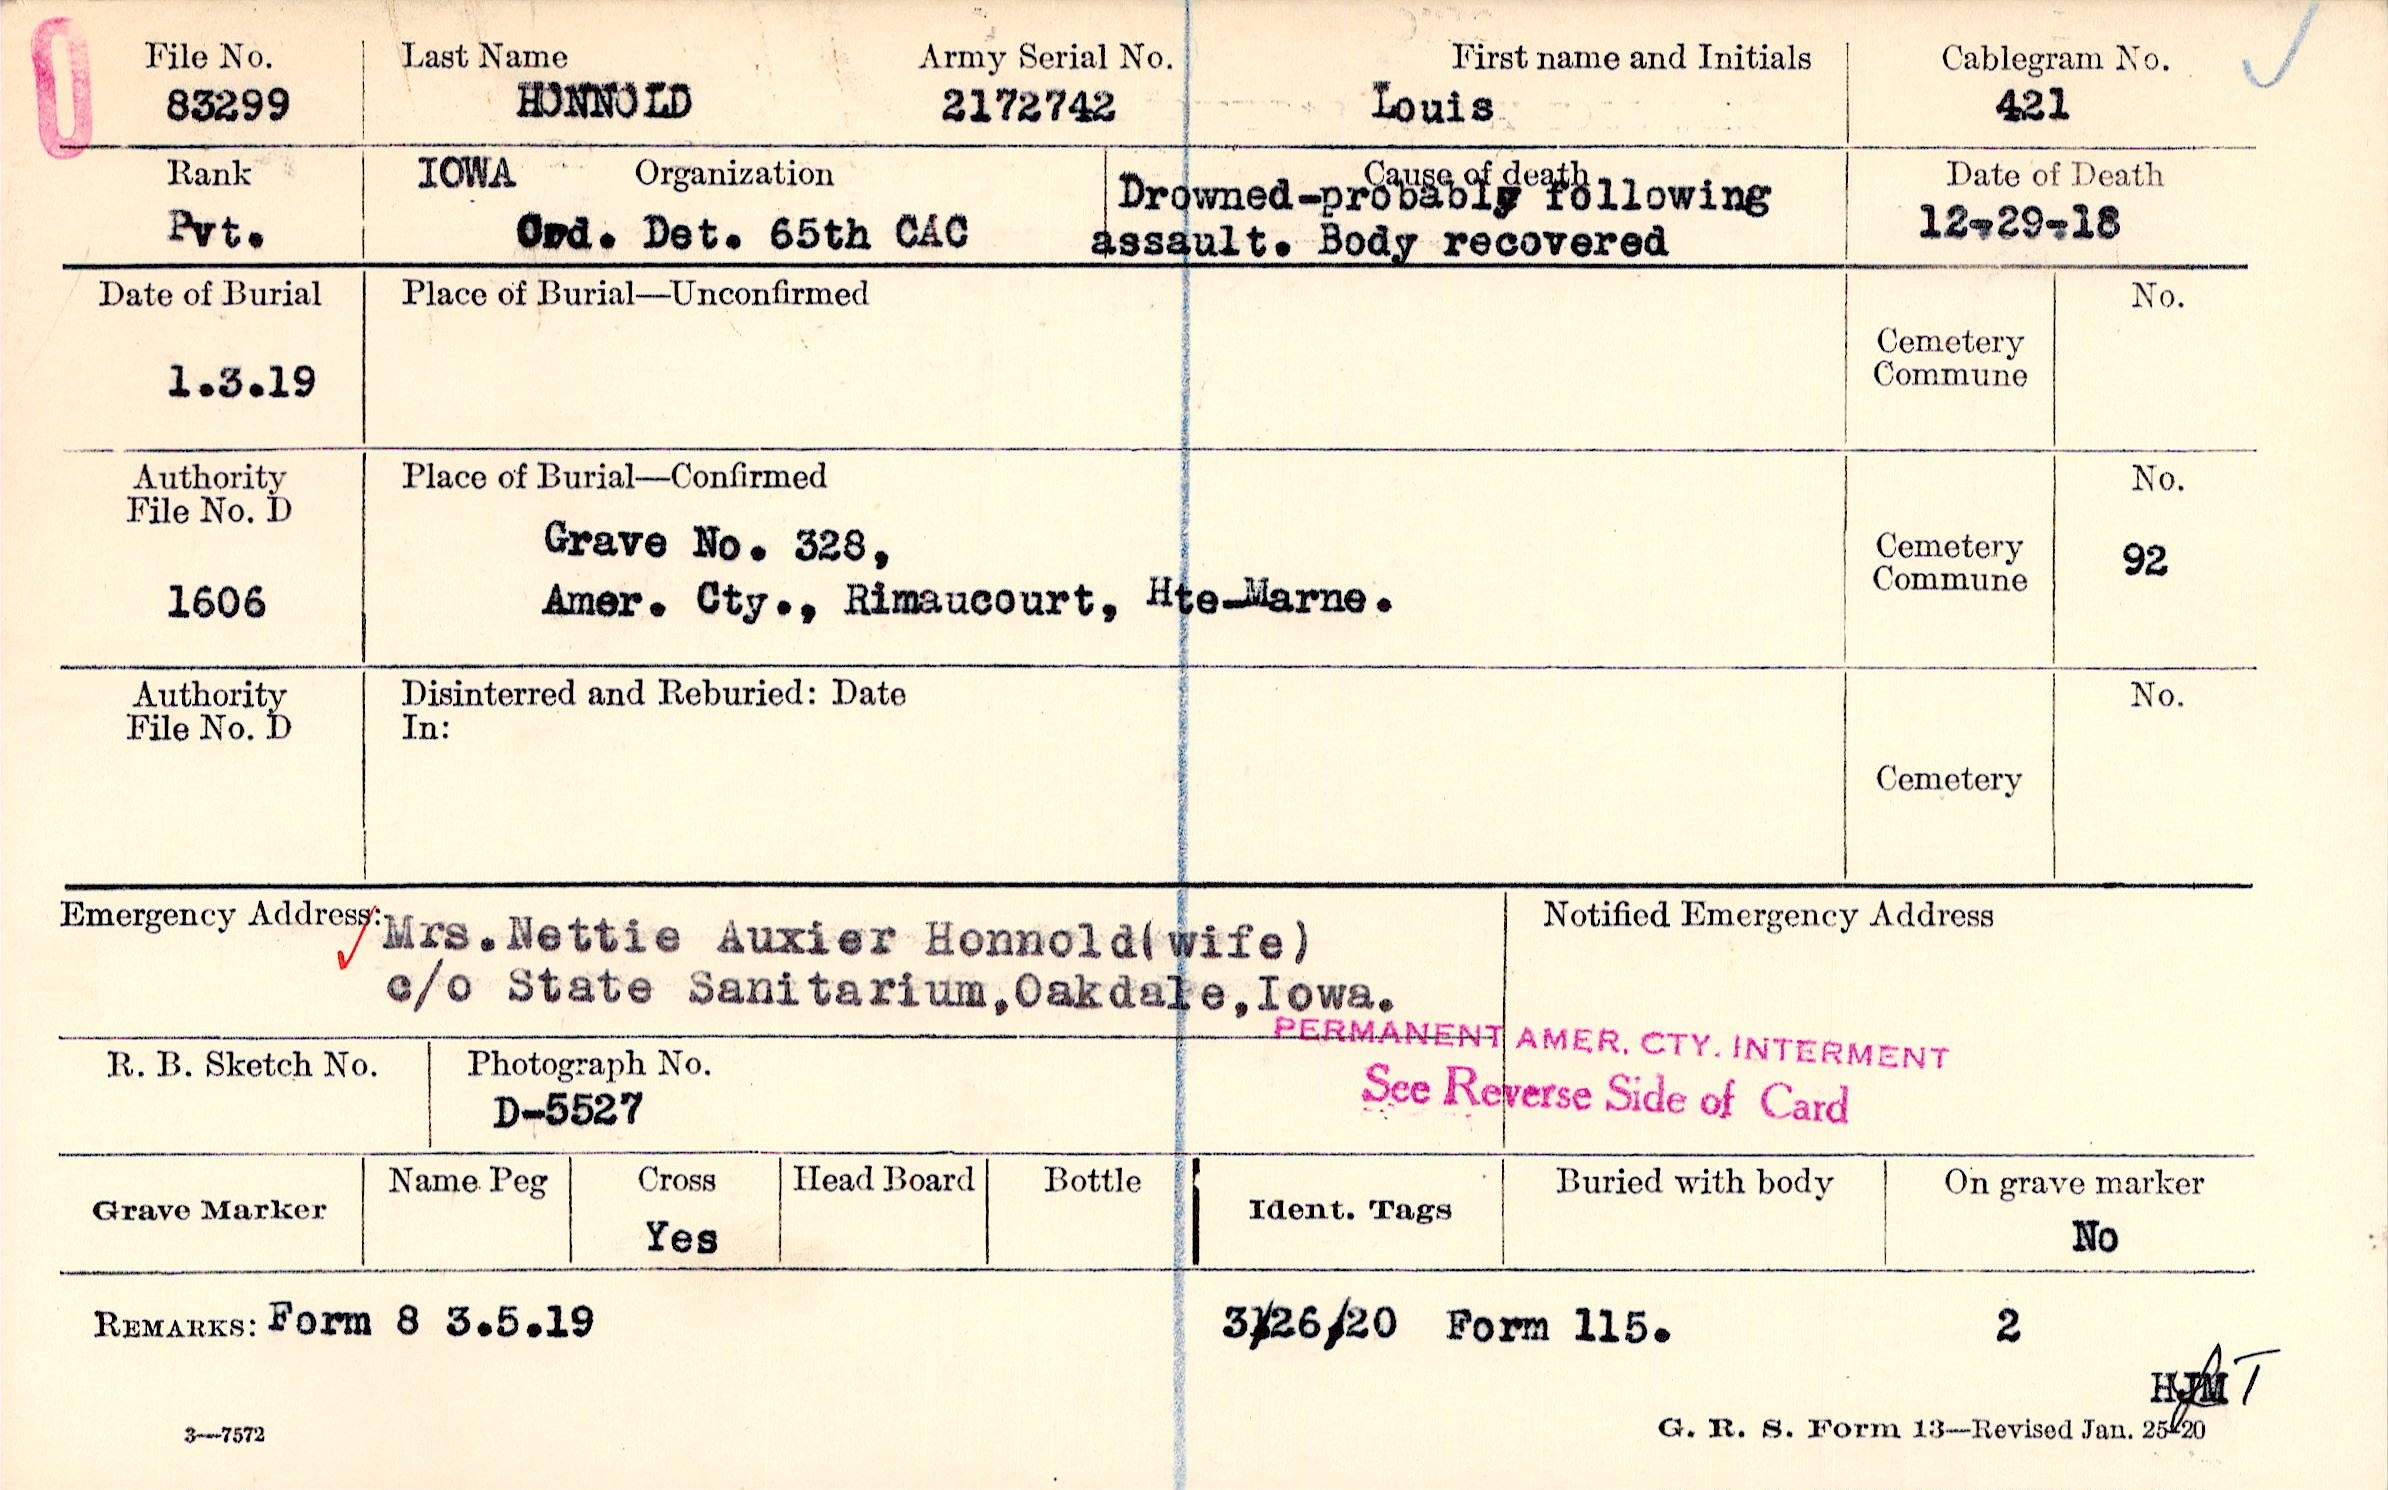 File No. Last Name Army Serial No. First name and Initials Cablegram No.
83299 HONNOLD 2172742 Louis 421
Rank IOWA Organization Cause of death Date of Death
Pvt. Ord. Det. 65th CAC Drowned-probably following 12-29-18
assault. Body recovered
Date of Burial Place of Burial—Unconfirmed No.
Cemetery
Commune
1.3.19
Authority Place of Burial—Confirmed No.
File No. D
Grave No. 328, Cemetery 92
Commune
1606 Amer. Cty., Rimaucourt, Hte-Marne.
Authority Disinterred and Reburied: Date No.
File No. D In:
Cemetery
Emergency Address: Mrs.Nettie Auxier Honnold(wife) Notified Emergency Address
c/o State Sanitarium,Oakdale,Iowa.
PERMANENT AMER. CTY. INTERMENT
R. B. Sketch No. Photograph No. See Reverse Side of Card
D-5527
Grave Marker Name Peg Cross Head Board Bottle Ident. Tags Buried with body On grave marker
Yes No
REMARKS: Form 8 3.5.19 3/26/20 Form 115. 2
HJM
3—7572 G. R. S. Form 13—Revised Jan. 25-20